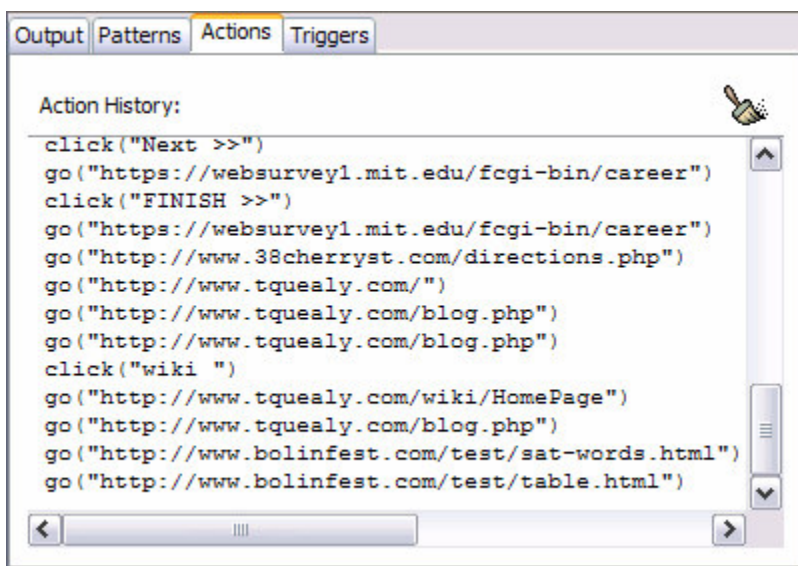 Output Patterns Actions Triggers
Action History:
click("Next >>")
go("https://websurvey1.mit.edu/fcgi-bin/career")
click("FINISH >>")
go("https://websurvey1.mit.edu/fcgi-bin/career")
go("http://www.38cherryst.com/directions.php")
go("http://www.tquealy.com/")
go("http://www.tquealy.com/blog.php")
go("http://www.tquealy.com/blog.php")
click("wiki ")
go("http://www.tquealy.com/wiki/HomePage")
go("http://www.tquealy.com/blog.php")
go("http://www.bolinfest.com/test/sat-words.html")
go("http://www.bolinfest.com/test/table.html")